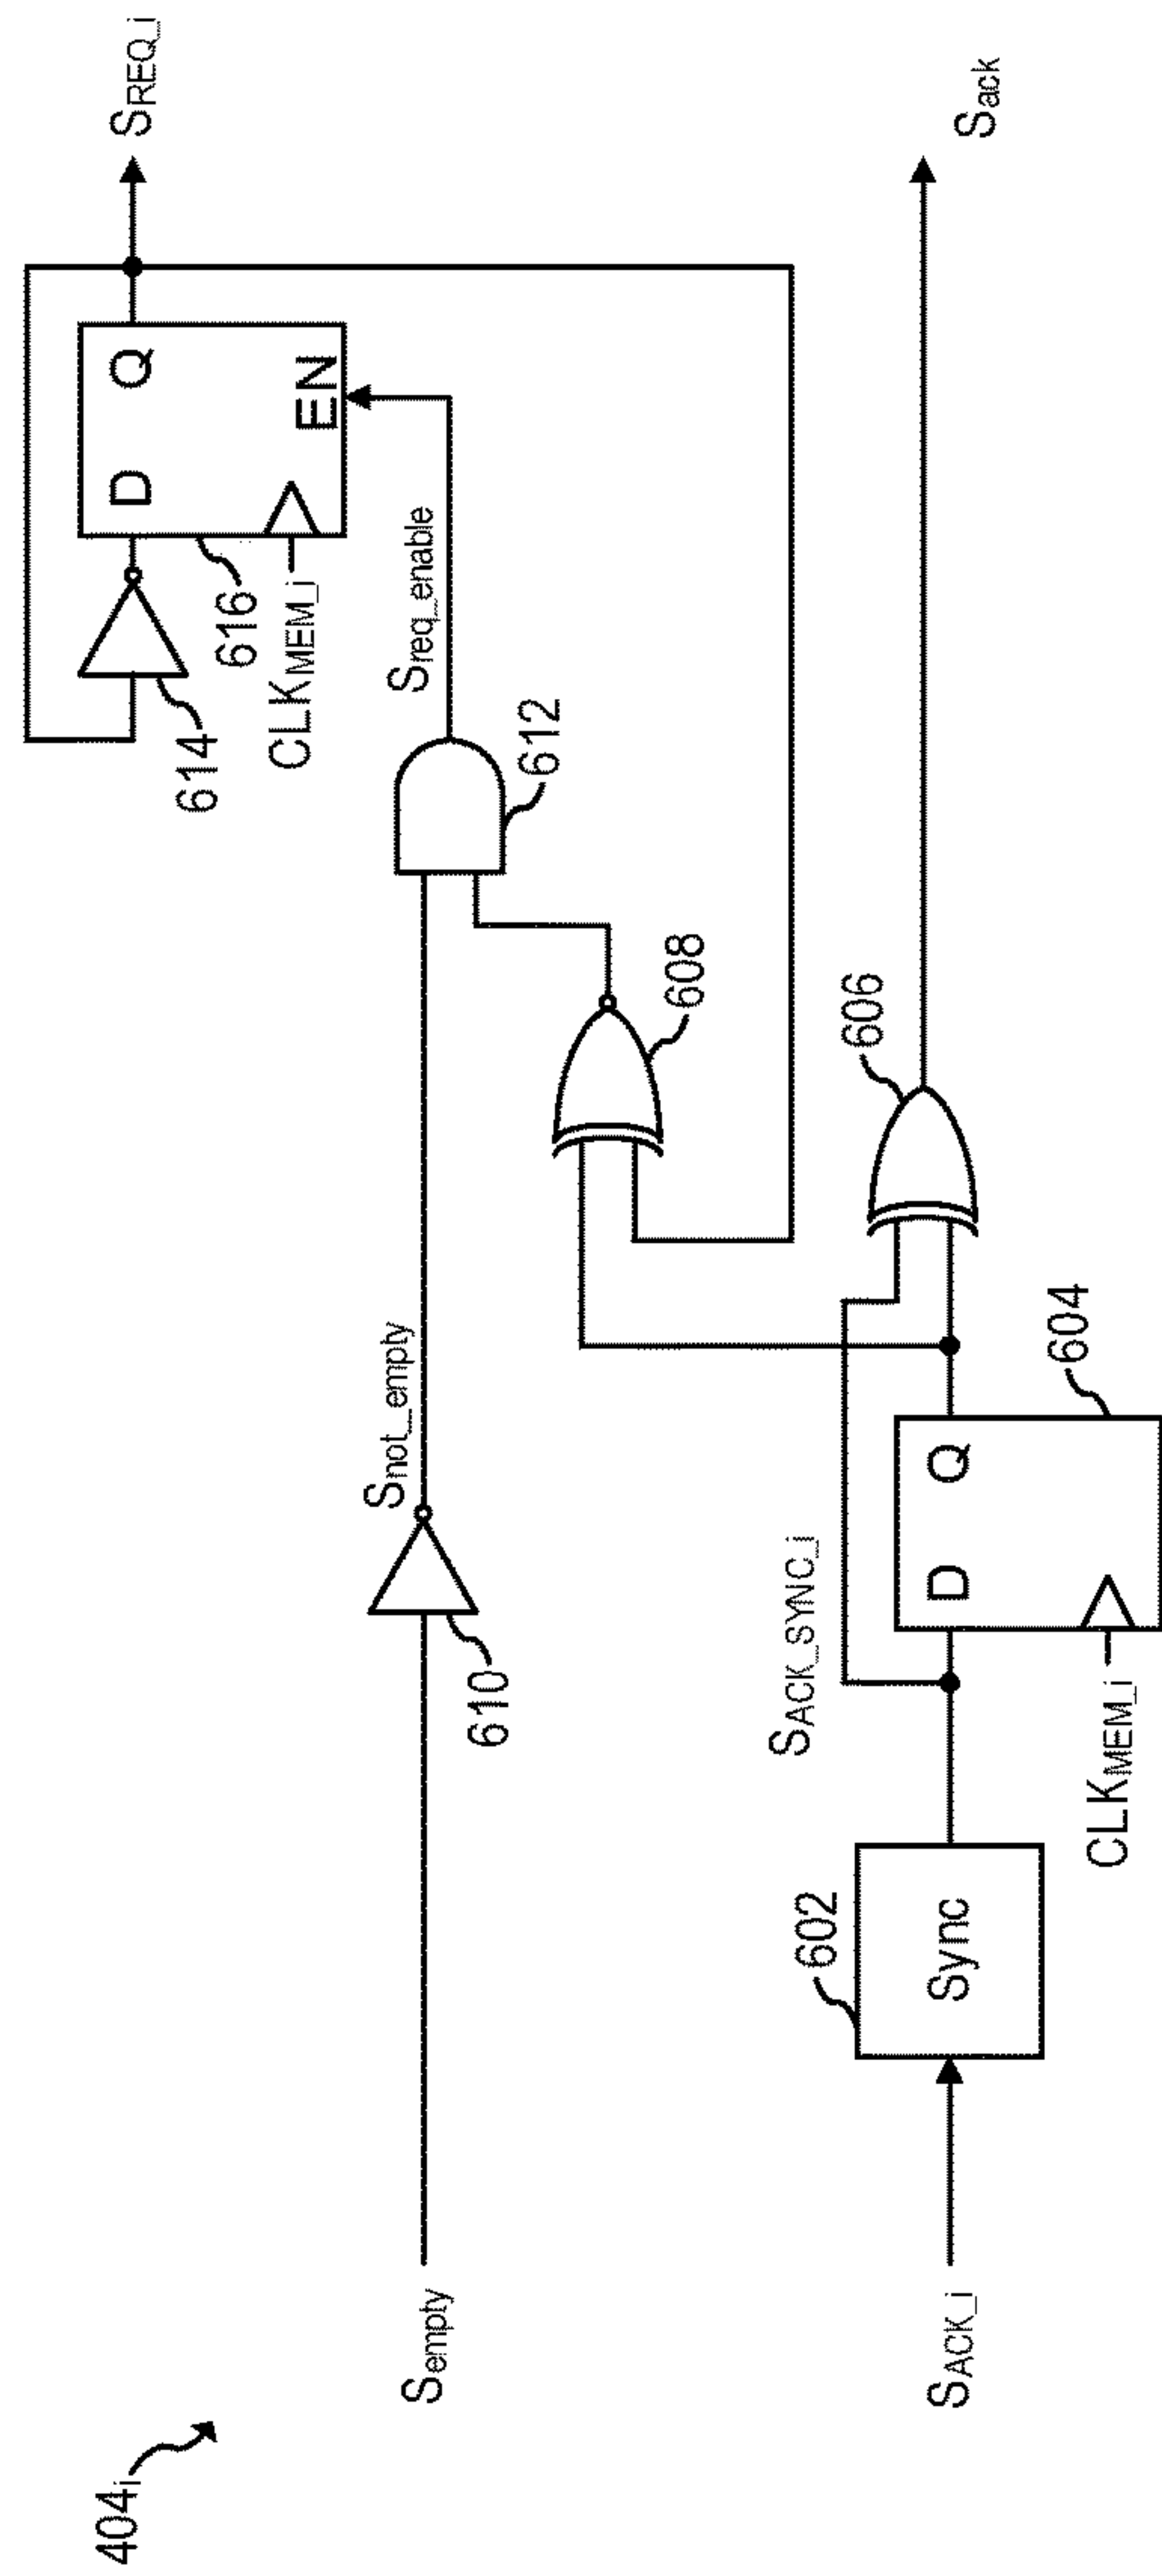 404i
SREQ_i
D Q
EN
614
616
CLKMEM_i
Sreq_enable
Sempty
610
Snot_empty
612
608
606
Sack
SACK_i
602
Sync
SACK_SYNC_i
D Q
604
CLKMEM_i